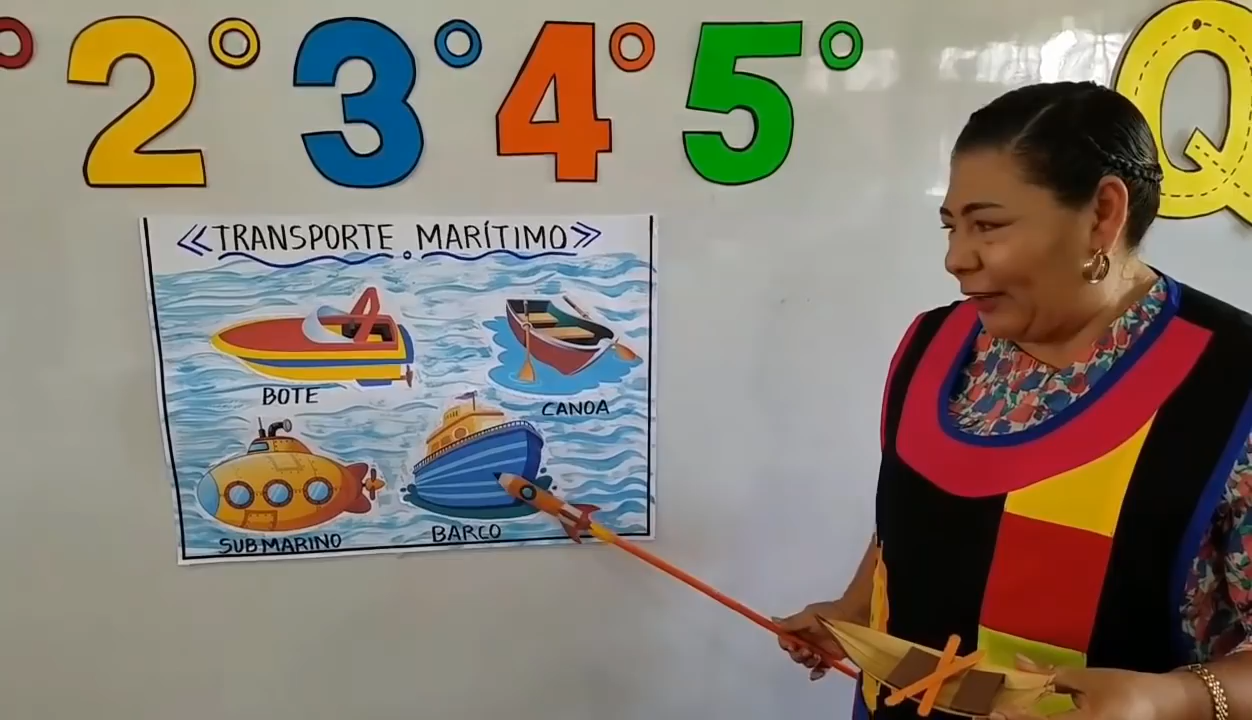 2° 3° 4° 5° Q
<<TRANSPORTE MARÍTIMO>>
BOTE
CANOA
SUBMARINO
BARCO